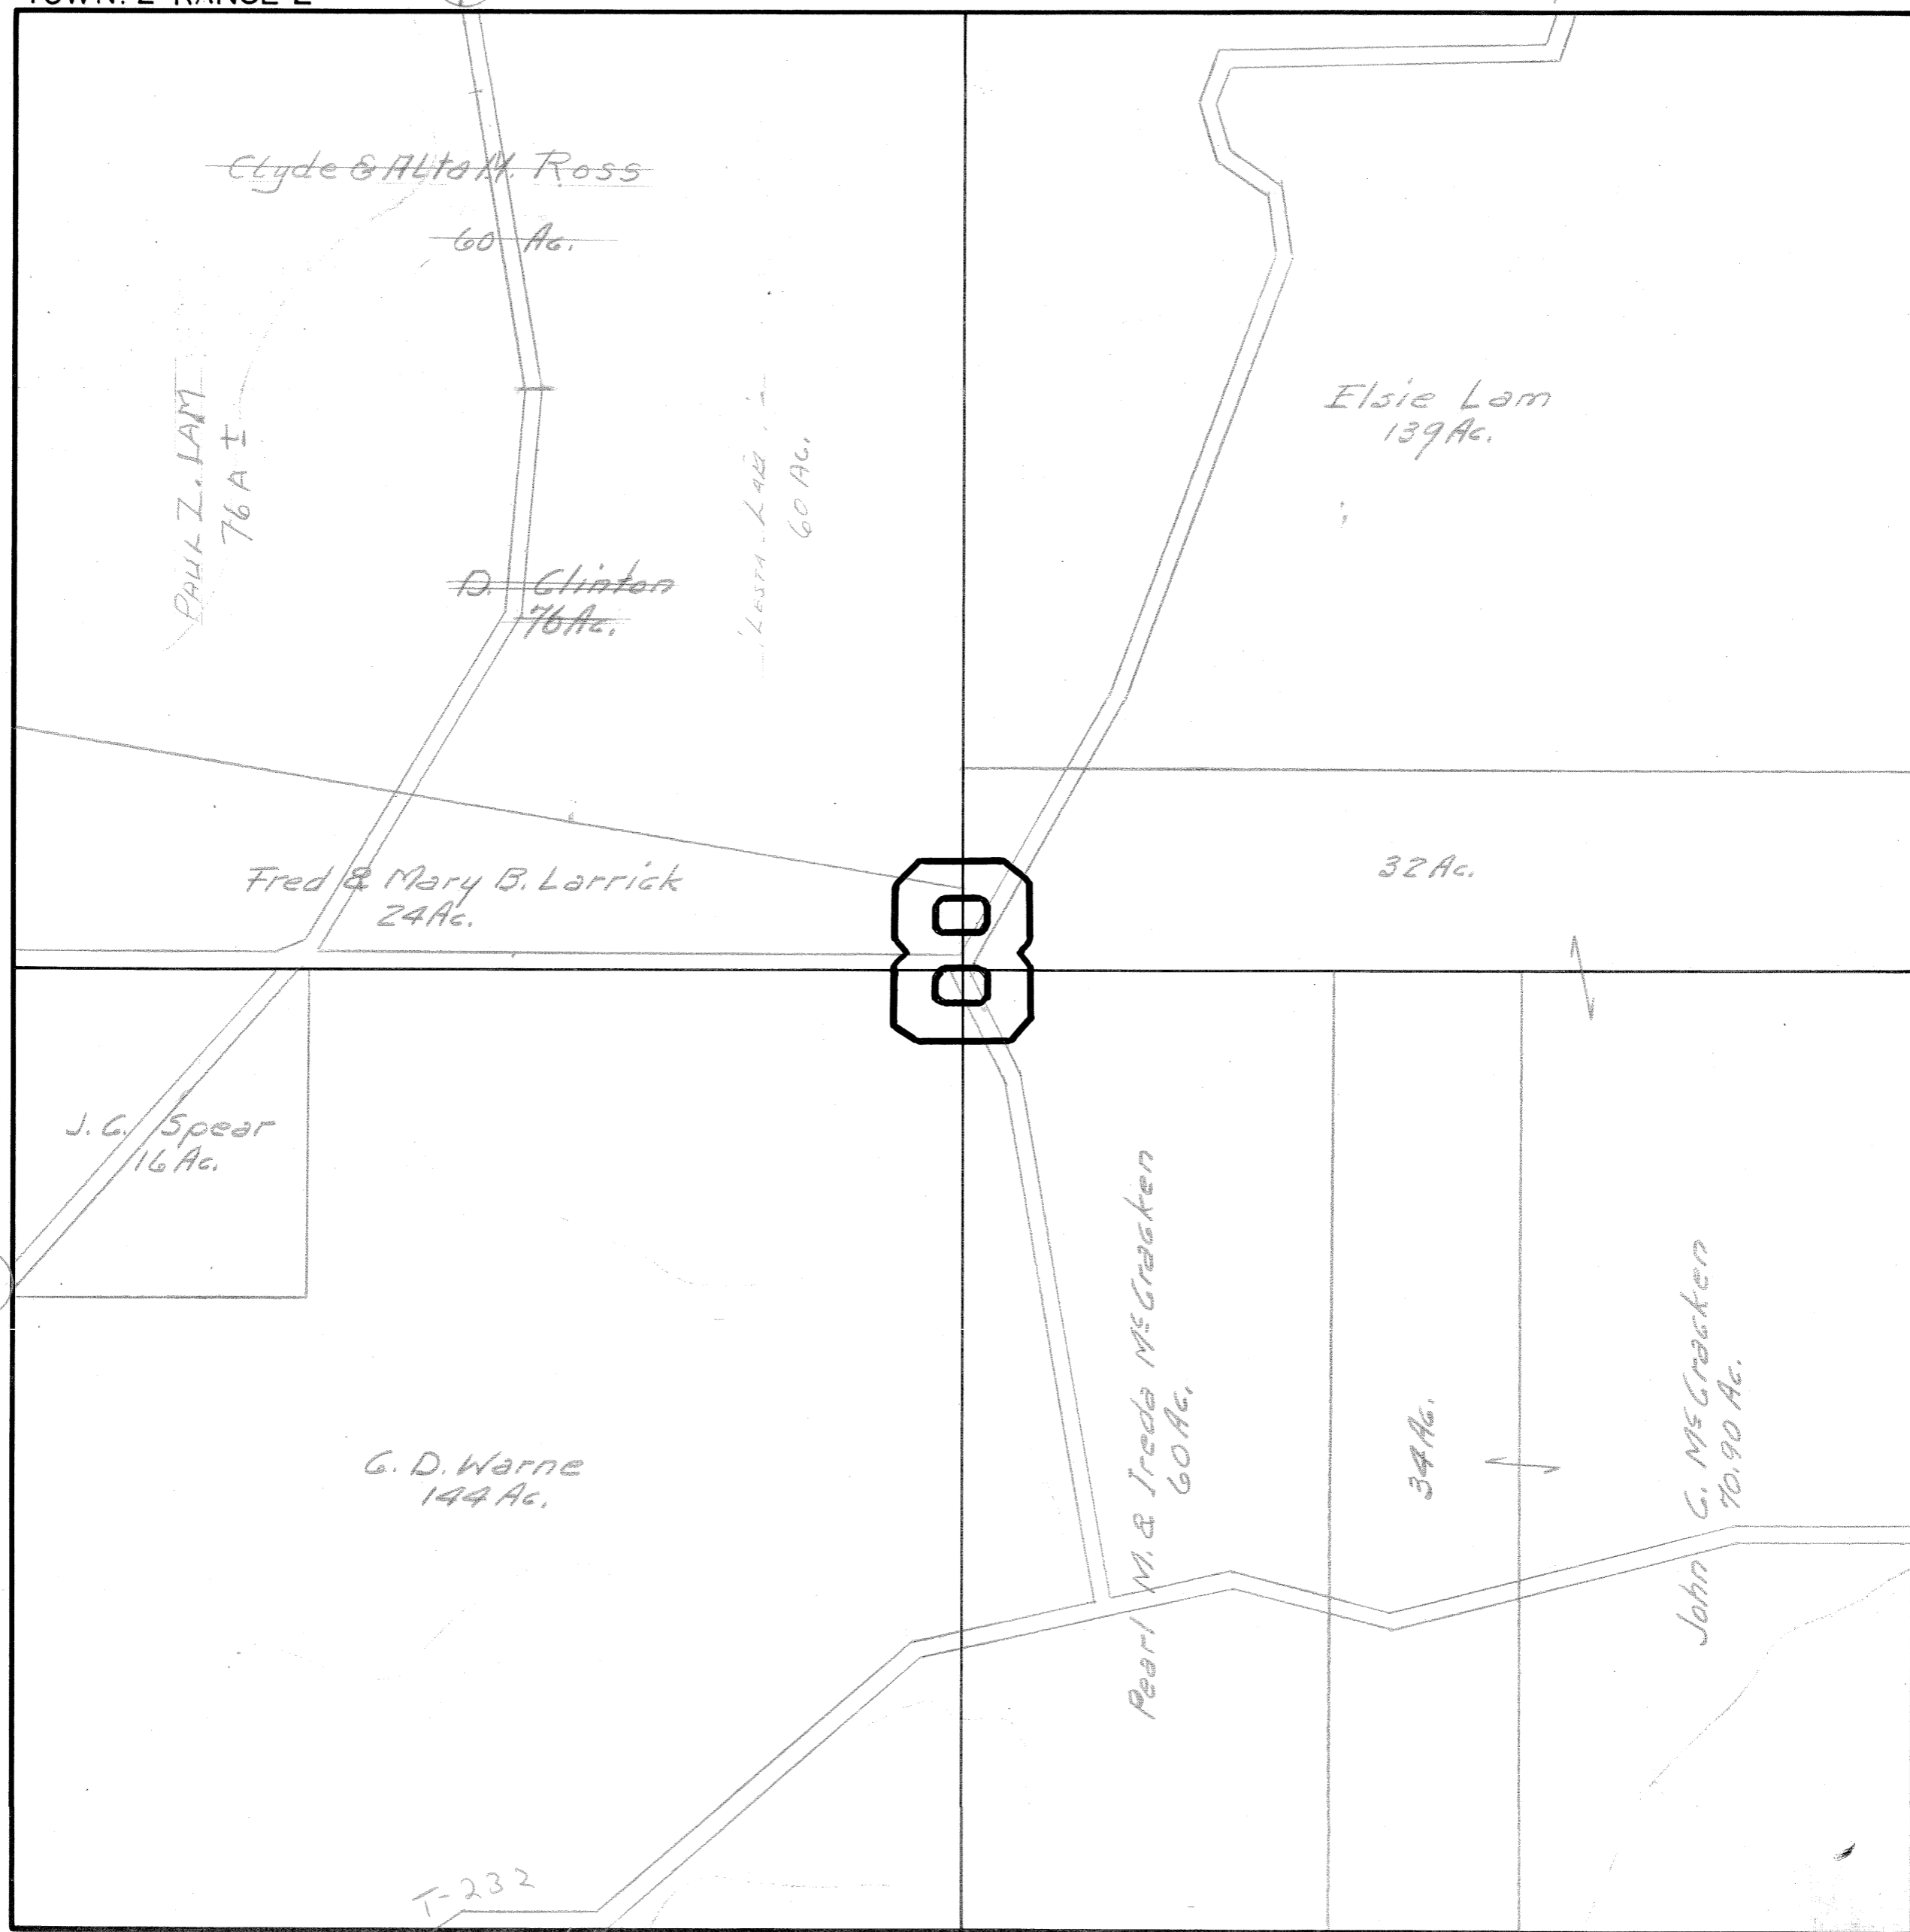 TOWN. 2 RANGE 2
Clyde & Alta M. Ross
60 Ac.
PAUL I. LAM
76 A ±
D. Clinton
76 Ac.
LAM
60 AC.
Elsie Lam
139 Ac.
Fred & Mary B. Larrick
24 Ac.
32 Ac.
8
J. C. Spear
16 Ac.
C. D. Warne
144 Ac.
Pearl M. & Ireda McCracken
60 Ac.
34 Ac.
John C. McCracken
70.90 Ac.
T-232